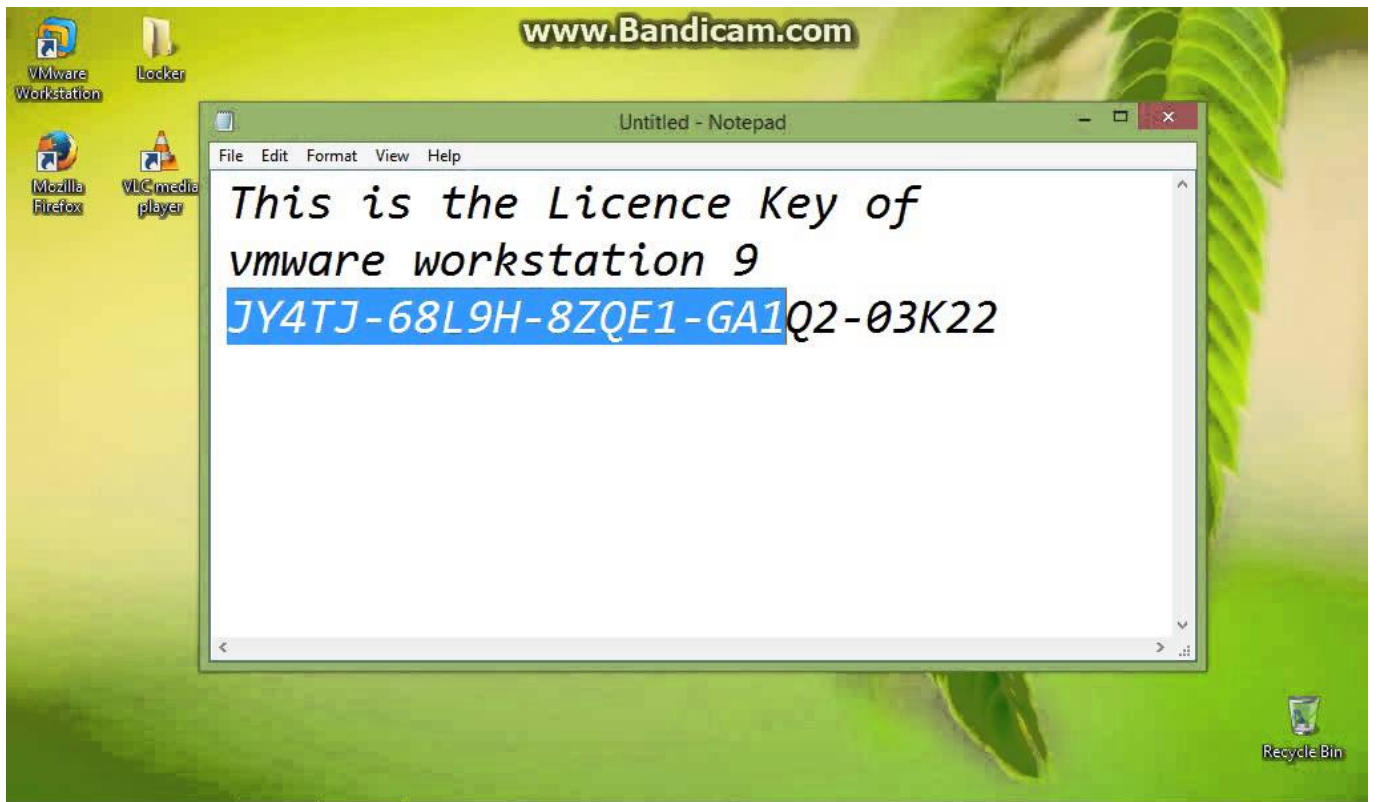 www.Bandicam.com
VMware
Workstation
Locker
Mozilla
Firefox
VLC media
player
Untitled - Notepad
File Edit Format View Help
This is the Licence Key of
vmware workstation 9
JY4TJ-68L9H-8ZQE1-GA1Q2-03K22
Recycle Bin